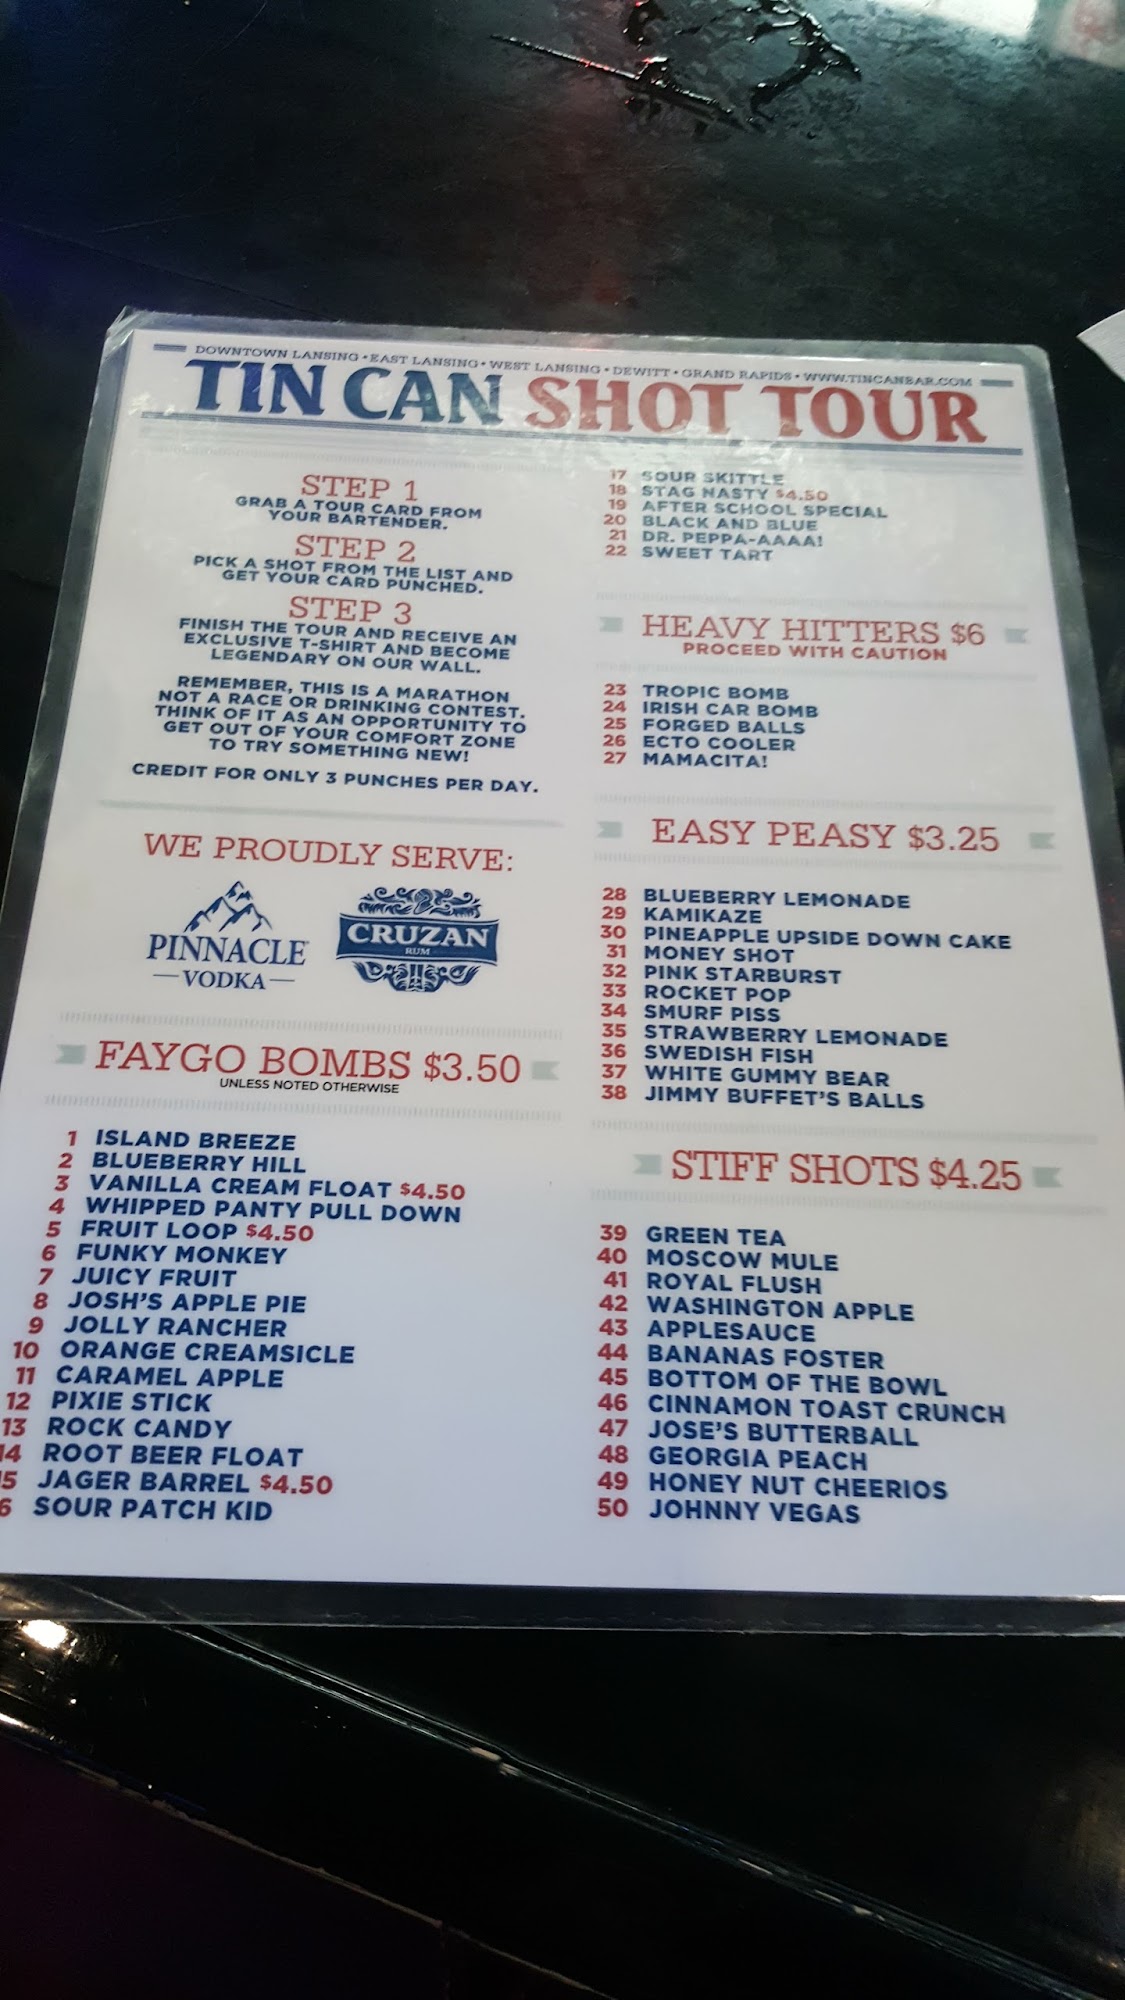 DOWNTOWN LANSING • EAST LANSING • WEST LANSING • DEWITT • GRAND RAPIDS • WWW.TINCANBAR.COM
TIN CAN SHOT TOUR
STEP 1
GRAB A TOUR CARD FROM
YOUR BARTENDER.
STEP 2
PICK A SHOT FROM THE LIST AND
GET YOUR CARD PUNCHED.
STEP 3
FINISH THE TOUR AND RECEIVE AN
EXCLUSIVE T-SHIRT AND BECOME
LEGENDARY ON OUR WALL.
REMEMBER, THIS IS A MARATHON
NOT A RACE OR DRINKING CONTEST.
THINK OF IT AS AN OPPORTUNITY TO
GET OUT OF YOUR COMFORT ZONE
TO TRY SOMETHING NEW!
CREDIT FOR ONLY 3 PUNCHES PER DAY.
WE PROUDLY SERVE:
PINNACLE
VODKA
CRUZAN
RUM
FAYGO BOMBS $3.50
UNLESS NOTED OTHERWISE
1 ISLAND BREEZE
2 BLUEBERRY HILL
3 VANILLA CREAM FLOAT $4.50
4 WHIPPED PANTY PULL DOWN
5 FRUIT LOOP $4.50
6 FUNKY MONKEY
7 JUICY FRUIT
8 JOSH'S APPLE PIE
9 JOLLY RANCHER
10 ORANGE CREAMSICLE
11 CARAMEL APPLE
12 PIXIE STICK
13 ROCK CANDY
14 ROOT BEER FLOAT
5 JAGER BARREL $4.50
6 SOUR PATCH KID
17 SOUR SKITTLE
18 STAG NASTY $4.50
19 AFTER SCHOOL SPECIAL
20 BLACK AND BLUE
21 DR. PEPPA-AAAA!
22 SWEET TART
HEAVY HITTERS $6
PROCEED WITH CAUTION
23 TROPIC BOMB
24 IRISH CAR BOMB
25 FORGED BALLS
26 ECTO COOLER
27 MAMACITA!
EASY PEASY $3.25
28 BLUEBERRY LEMONADE
29 KAMIKAZE
30 PINEAPPLE UPSIDE DOWN CAKE
31 MONEY SHOT
32 PINK STARBURST
33 ROCKET POP
34 SMURF PISS
35 STRAWBERRY LEMONADE
36 SWEDISH FISH
37 WHITE GUMMY BEAR
38 JIMMY BUFFET'S BALLS
STIFF SHOTS $4.25
39 GREEN TEA
40 MOSCOW MULE
41 ROYAL FLUSH
42 WASHINGTON APPLE
43 APPLESAUCE
44 BANANAS FOSTER
45 BOTTOM OF THE BOWL
46 CINNAMON TOAST CRUNCH
47 JOSE'S BUTTERBALL
48 GEORGIA PEACH
49 HONEY NUT CHEERIOS
50 JOHNNY VEGAS